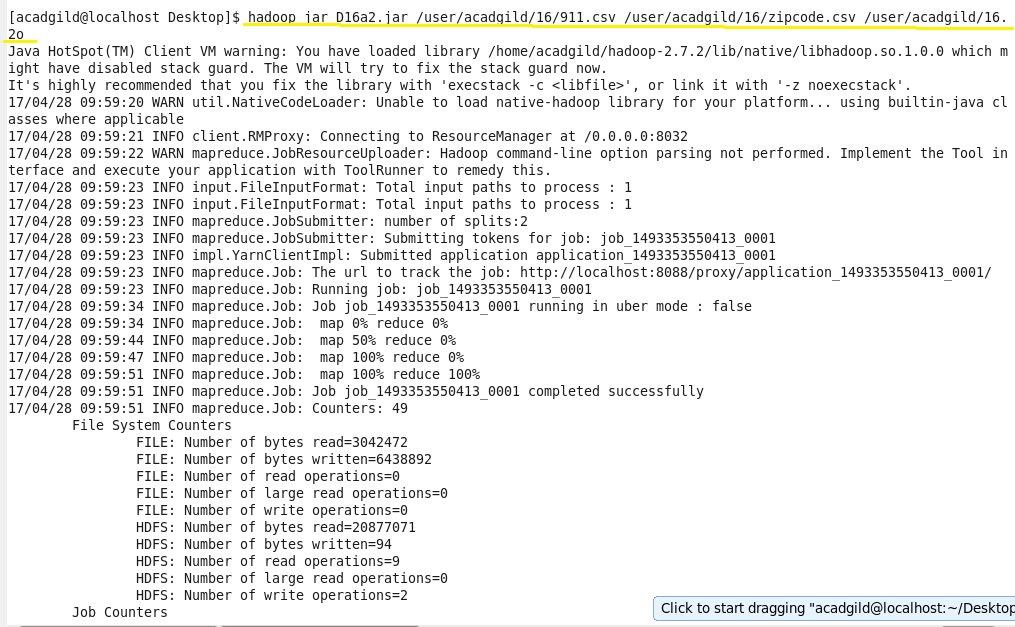 [acadgild@localhost Desktop]$ hadoop jar D16a2.jar /user/acadgild/16/911.csv /user/acadgild/16/zipcode.csv /user/acadgild/16.
2o
Java HotSpot(TM) Client VM warning: You have loaded library /home/acadgild/hadoop-2.7.2/lib/native/libhadoop.so.1.0.0 which m
ight have disabled stack guard. The VM will try to fix the stack guard now.
It's highly recommended that you fix the library with 'execstack -c <libfile>', or link it with '-z noexecstack'.
17/04/28 09:59:20 WARN util.NativeCodeLoader: Unable to load native-hadoop library for your platform... using builtin-java cl
asses where applicable
17/04/28 09:59:21 INFO client.RMProxy: Connecting to ResourceManager at /0.0.0.0:8032
17/04/28 09:59:22 WARN mapreduce.JobResourceUploader: Hadoop command-line option parsing not performed. Implement the Tool in
terface and execute your application with ToolRunner to remedy this.
17/04/28 09:59:23 INFO input.FileInputFormat: Total input paths to process : 1
17/04/28 09:59:23 INFO input.FileInputFormat: Total input paths to process : 1
17/04/28 09:59:23 INFO mapreduce.JobSubmitter: number of splits:2
17/04/28 09:59:23 INFO mapreduce.JobSubmitter: Submitting tokens for job: job_1493353550413_0001
17/04/28 09:59:23 INFO impl.YarnClientImpl: Submitted application application_1493353550413_0001
17/04/28 09:59:23 INFO mapreduce.Job: The url to track the job: http://localhost:8088/proxy/application_1493353550413_0001/
17/04/28 09:59:23 INFO mapreduce.Job: Running job: job_1493353550413_0001
17/04/28 09:59:34 INFO mapreduce.Job: Job job_1493353550413_0001 running in uber mode : false
17/04/28 09:59:34 INFO mapreduce.Job:  map 0% reduce 0%
17/04/28 09:59:44 INFO mapreduce.Job:  map 50% reduce 0%
17/04/28 09:59:47 INFO mapreduce.Job:  map 100% reduce 0%
17/04/28 09:59:51 INFO mapreduce.Job:  map 100% reduce 100%
17/04/28 09:59:51 INFO mapreduce.Job: Job job_1493353550413_0001 completed successfully
17/04/28 09:59:51 INFO mapreduce.Job: Counters: 49
File System Counters
FILE: Number of bytes read=3042472
FILE: Number of bytes written=6438892
FILE: Number of read operations=0
FILE: Number of large read operations=0
FILE: Number of write operations=0
HDFS: Number of bytes read=20877071
HDFS: Number of bytes written=94
HDFS: Number of read operations=9
HDFS: Number of large read operations=0
HDFS: Number of write operations=2
Job Counters
Click to start dragging "acadgild@localhost:~/Desktop